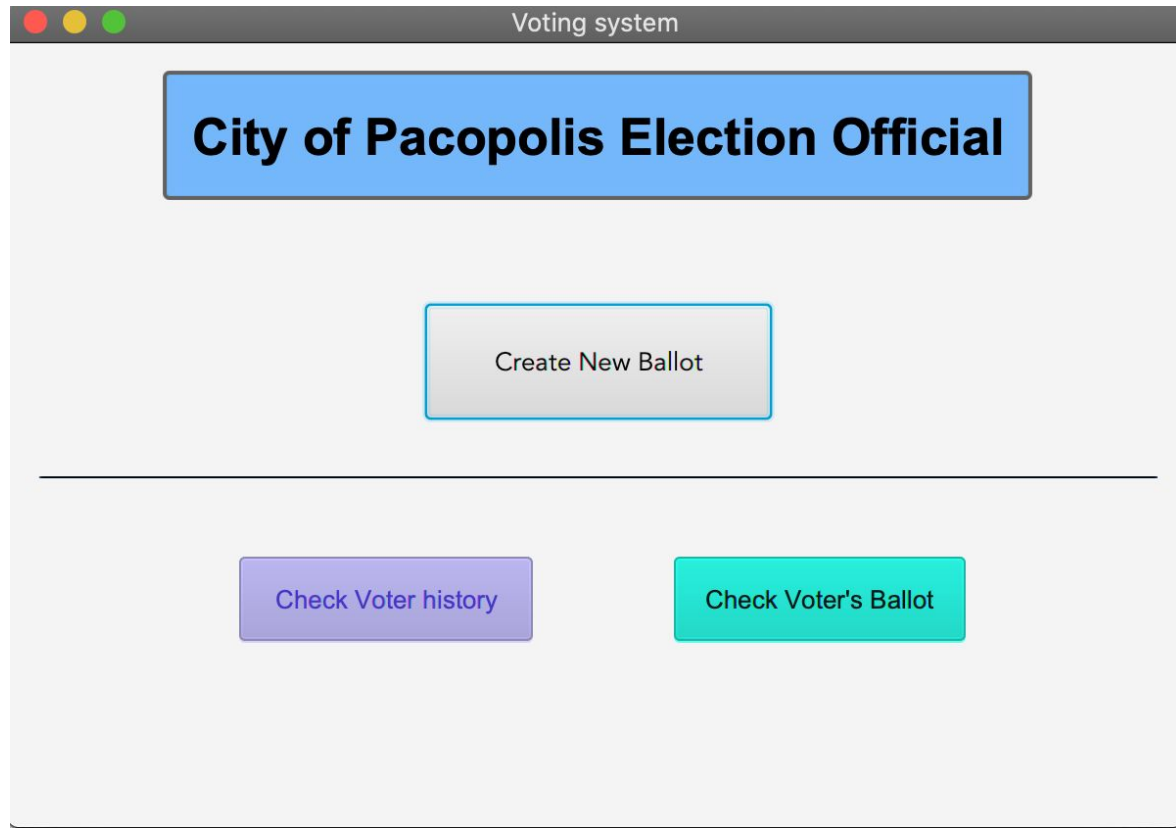 Voting system
City of Pacopolis Election Official
Create New Ballot
Check Voter history
Check Voter's Ballot